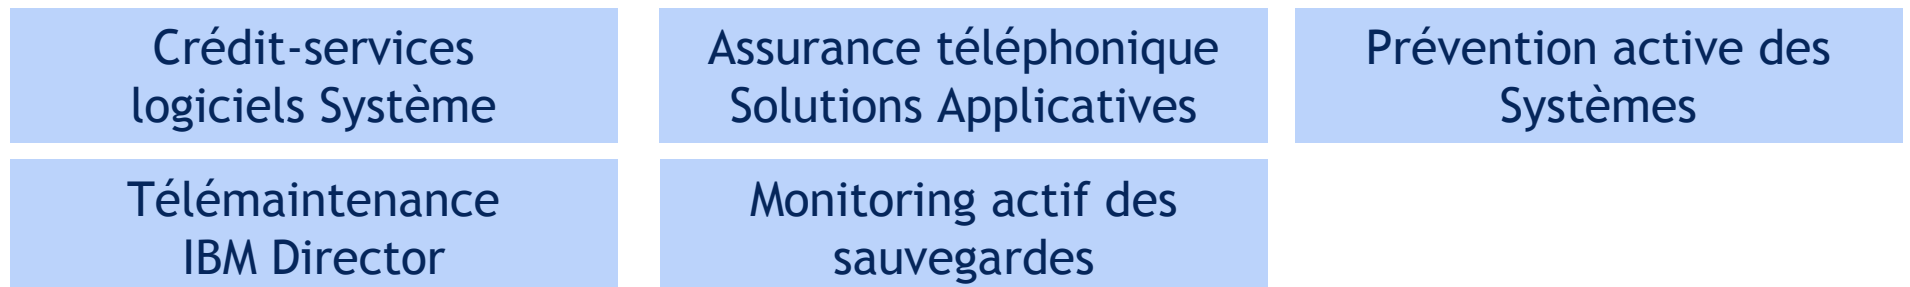 Crédit-services
logiciels Système
Assurance téléphonique
Solutions Applicatives
Prévention active des
Systèmes
Télémaintenance
IBM Director
Monitoring actif des
sauvegardes